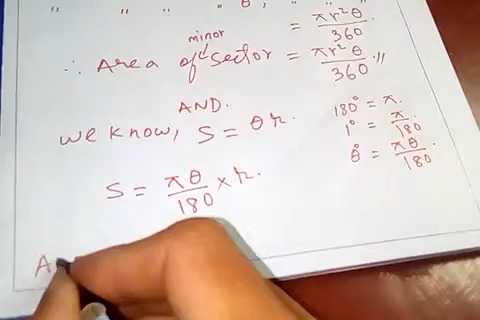 " " " " θ, " "
= πr²θ/360.
∴ Area of minor sector = πr²θ/360 //
AND.
we know, S = θr.
180° = π.
1° = π/180
θ° = πθ/180.
S = πθ/180 × r.
A